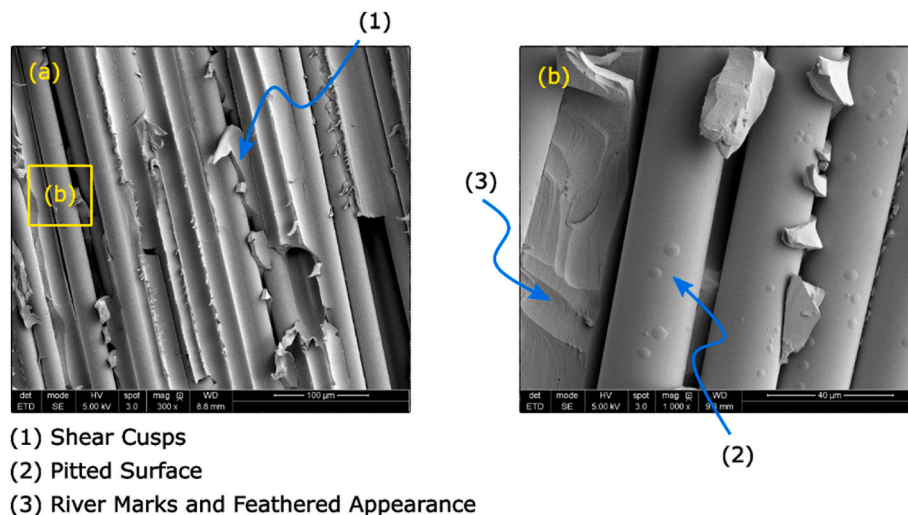 (1)
(a)
(b)
(b)
(3)
det mode HV spot mag WD 100 µm
ETD SE 5.00 kV 3.0 300 x 8.8 mm
det mode HV spot mag WD 40 µm
ETD SE 5.00 kV 3.0 1 000 x mm
(2)
(1) Shear Cusps
(2) Pitted Surface
(3) River Marks and Feathered Appearance